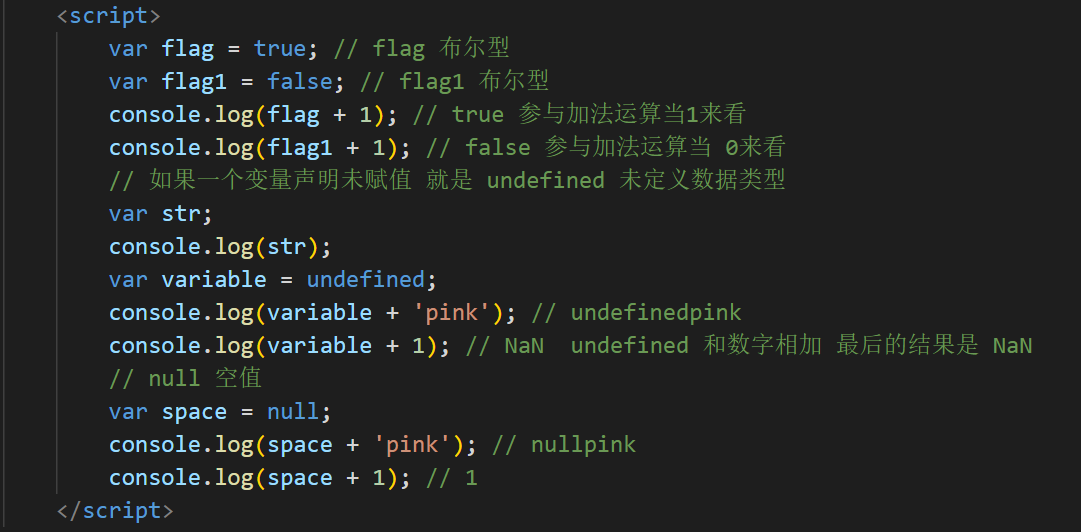 <script>
var flag = true; // flag 布尔型
var flag1 = false; // flag1 布尔型
console.log(flag + 1); // true 参与加法运算当1来看
console.log(flag1 + 1); // false 参与加法运算当 0来看
// 如果一个变量声明未赋值 就是 undefined 未定义数据类型
var str;
console.log(str);
var variable = undefined;
console.log(variable + 'pink'); // undefinedpink
console.log(variable + 1); // NaN  undefined 和数字相加 最后的结果是 NaN
// null 空值
var space = null;
console.log(space + 'pink'); // nullpink
console.log(space + 1); // 1
</script>